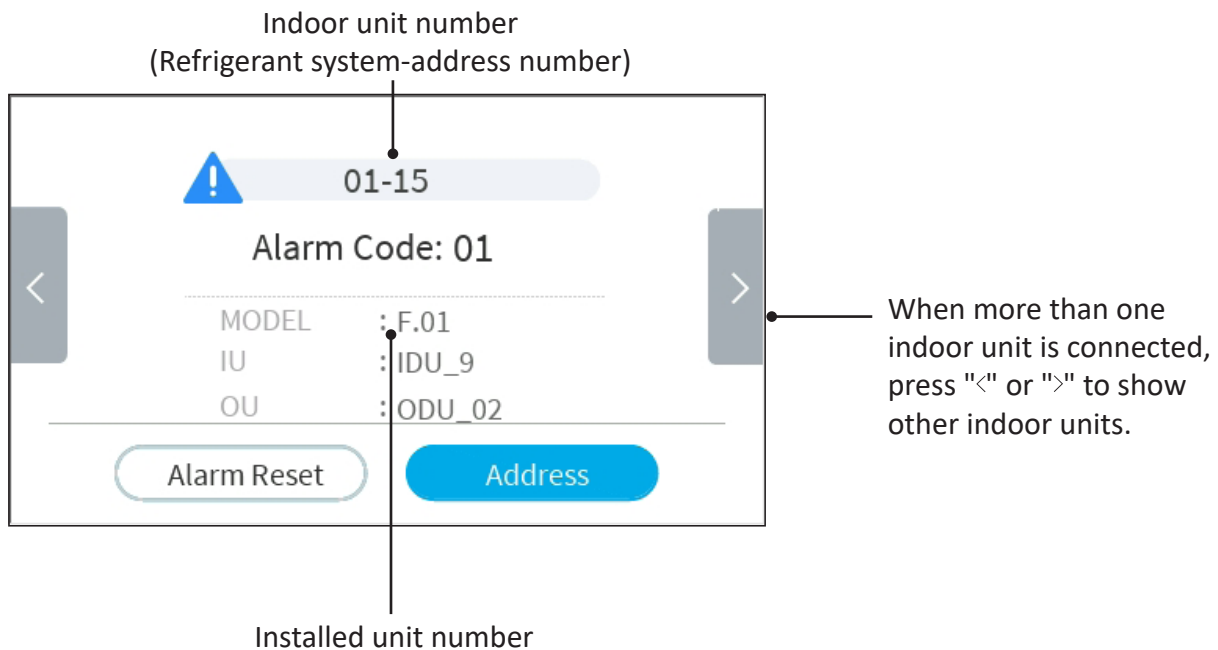 Indoor unit number
(Refrigerant system-address number)
01-15
Alarm Code: 01
MODEL : F.01
IU : IDU_9
OU : ODU_02
Alarm Reset
Address
<
>
When more than one
indoor unit is connected,
press "<" or ">" to show
other indoor units.
Installed unit number